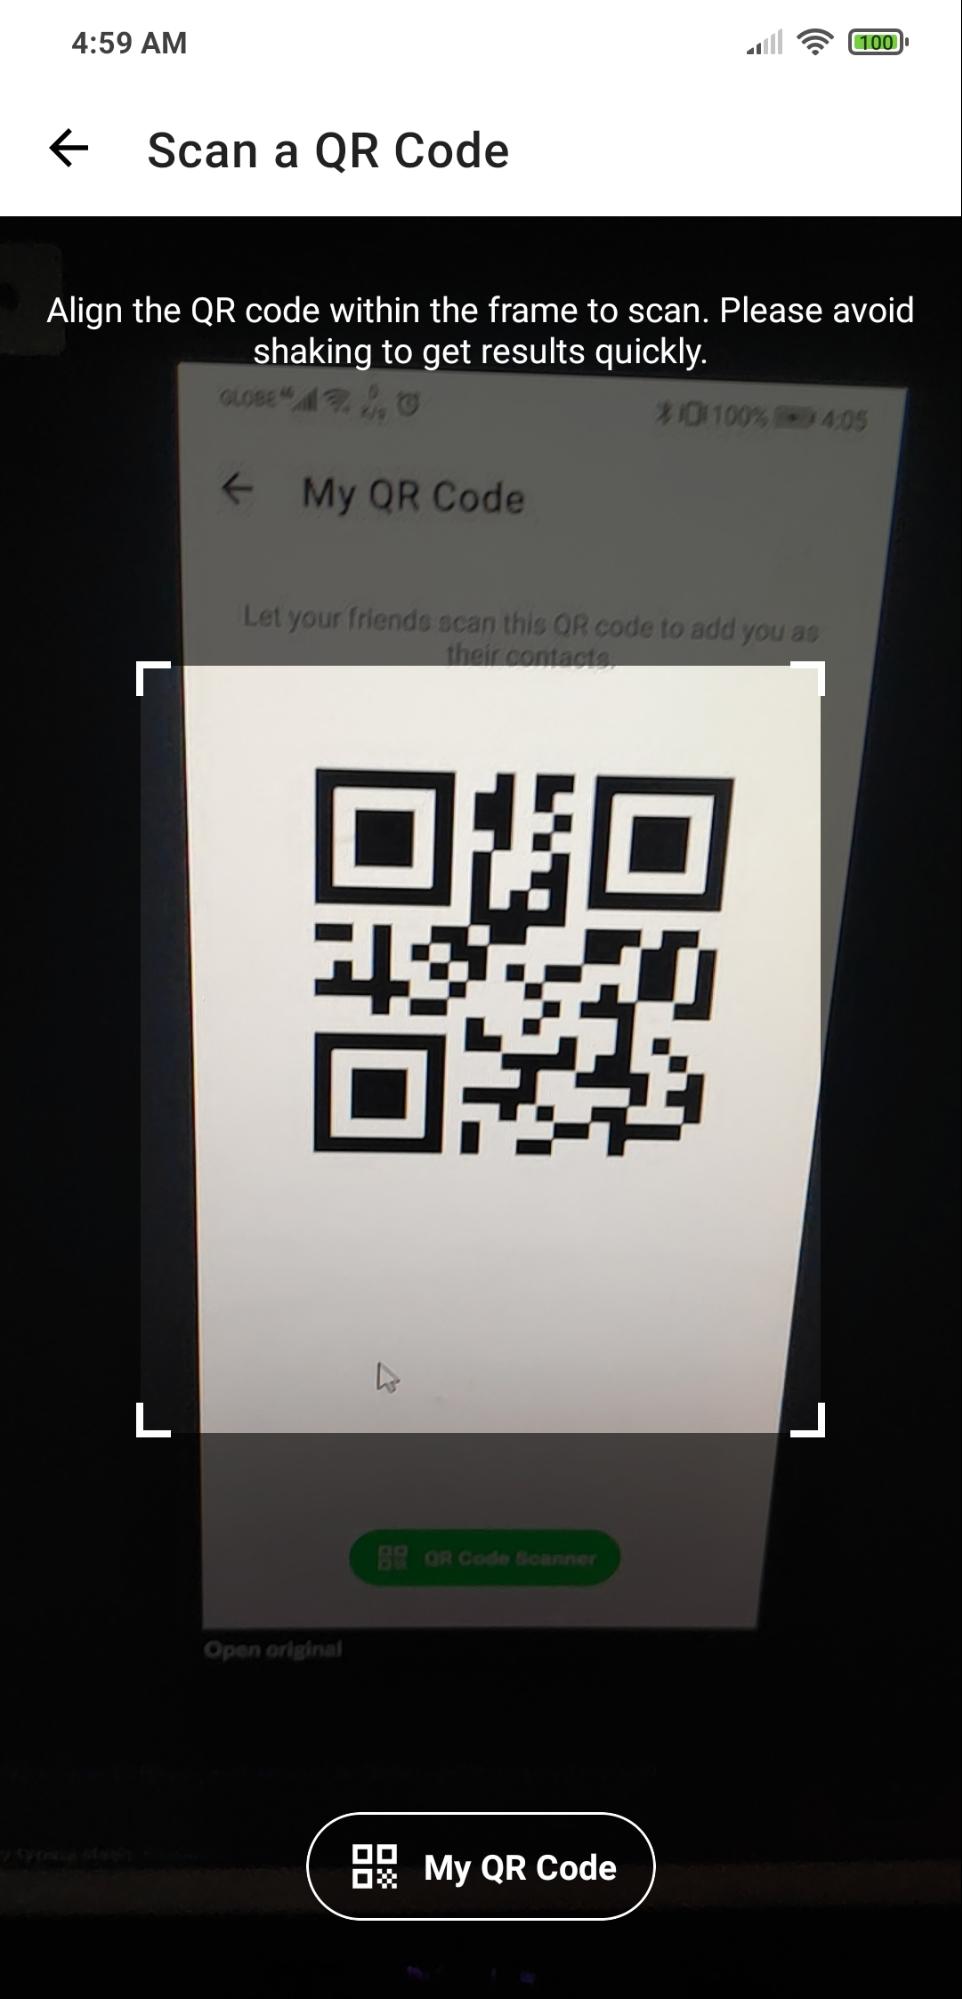 4:59 AM
100
Scan a QR Code
Align the QR code within the frame to scan. Please avoid
shaking to get results quickly.
GLOBE
100% 4:05
My QR Code
Let your friends scan this QR code to add you as
their contacts.
QR Code Scanner
Open original
My QR Code